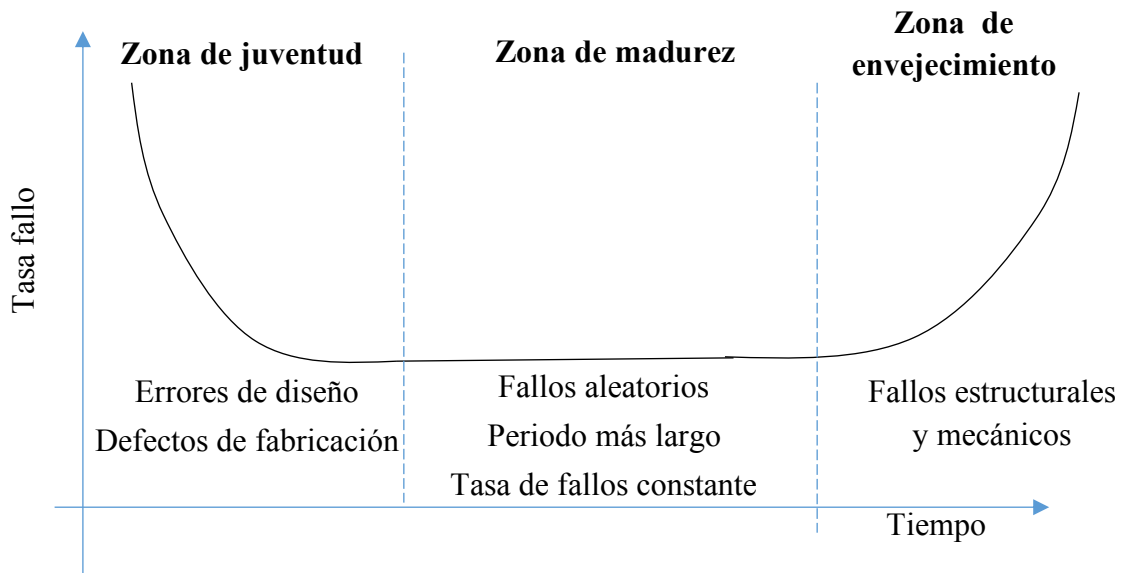 Zona de juventud
Zona de madurez
Zona de
envejecimiento
Tasa fallo
Errores de diseño
Defectos de fabricación
Fallos aleatorios
Periodo más largo
Tasa de fallos constante
Fallos estructurales
y mecánicos
Tiempo